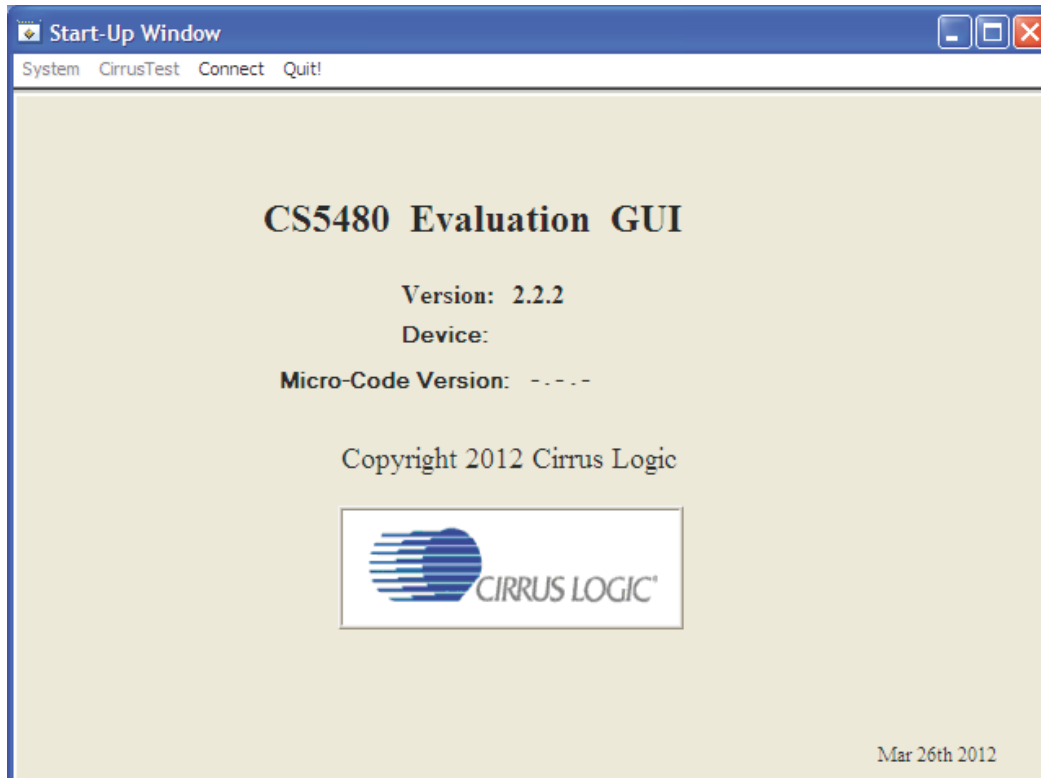 Start-Up Window
System CirrusTest Connect Quit!
CS5480 Evaluation GUI
Version: 2.2.2
Device:
Micro-Code Version: -.-.-
Copyright 2012 Cirrus Logic
CIRRUS LOGIC®
Mar 26th 2012